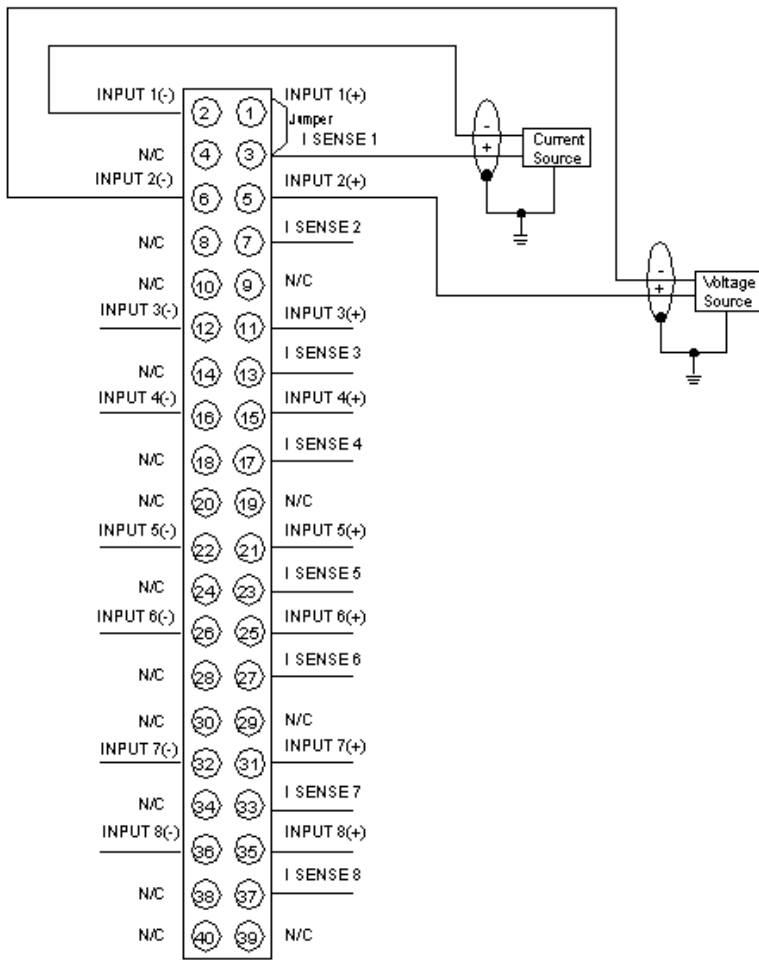 INPUT 1(-) 2 1 INPUT 1(+)
Jumper
N/C 4 3 I SENSE 1
- + Current Source
INPUT 2(-) 6 5 INPUT 2(+)
N/C 8 7 I SENSE 2
- + Voltage Source
N/C 10 9 N/C
INPUT 3(-) 12 11 INPUT 3(+)
N/C 14 13 I SENSE 3
INPUT 4(-) 16 15 INPUT 4(+)
N/C 18 17 I SENSE 4
N/C 20 19 N/C
INPUT 5(-) 22 21 INPUT 5(+)
N/C 24 23 I SENSE 5
INPUT 6(-) 26 25 INPUT 6(+)
N/C 28 27 I SENSE 6
N/C 30 29 N/C
INPUT 7(-) 32 31 INPUT 7(+)
N/C 34 33 I SENSE 7
INPUT 8(-) 36 35 INPUT 8(+)
N/C 38 37 I SENSE 8
N/C 40 39 N/C